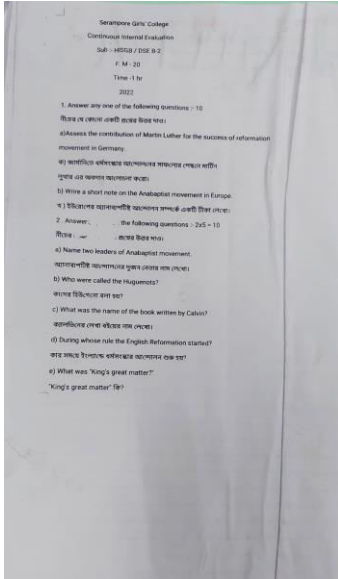 Serampore Girls' College
Continuous Internal Evaluation
Sub :- HISGB / DSE B-2
F. M - 20
Time -1 hr
2022
1. Answer any one of the following questions :- 10
নীচের যে কোনো একটি প্রশ্নের উত্তর দাও।
a)Assess the contribution of Martin Luther for the success of reformation
movement in Germany.
ক) জার্মানিতে ধর্মসংস্কার আন্দোলনের সাফল্যের পেছনে মার্টিন
লুথার এর অবদান আলোচনা করো।
b) Write a short note on the Anabaptist movement in Europe.
খ) ইউরোপের অ্যানাব্যাপটিষ্ট আন্দোলন সম্পর্কে একটি টীকা লেখো।
2 . Answer the following questions :- 2x5 = 10
নীচের প্রশ্নের উত্তর দাও।
a) Name two leaders of Anabaptist movement.
অ্যানাব্যাপটিষ্ট আন্দোলনের দুজন নেতার নাম লেখো।
b) Who were called the Huguenots?
কাদের হিউগেনো বলা হয়?
c) What was the name of the book written by Calvin?
ক্যালভিনের লেখা বইয়ের নাম লেখো।
d) During whose rule the English Reformation started?
কার সময়ে ইংল্যান্ডে ধর্মসংস্কার আন্দোলন শুরু হয়?
e) What was "King's great matter?"
"King's great matter" কি?